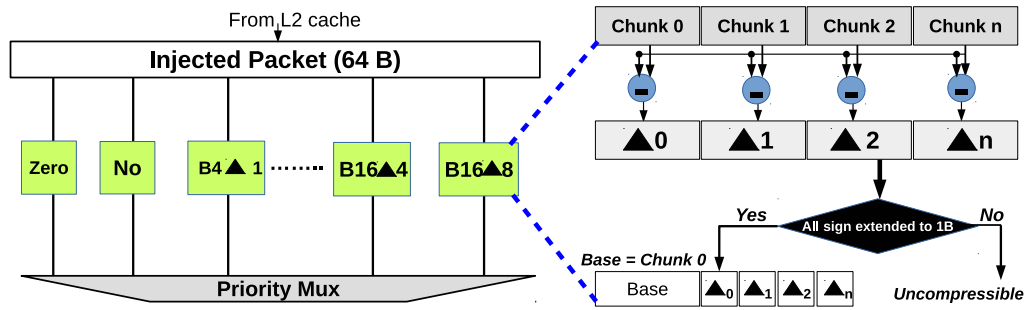 From L2 cache
Injected Packet (64 B)
Zero
No
B4▲1
B16▲4
B16▲8
Priority Mux
Chunk 0
Chunk 1
Chunk 2
Chunk n
▲0
▲1
▲2
▲n
All sign extended to 1B
Yes
No
Base = Chunk 0
Base
▲0
▲1
▲2
▲n
Uncompressible